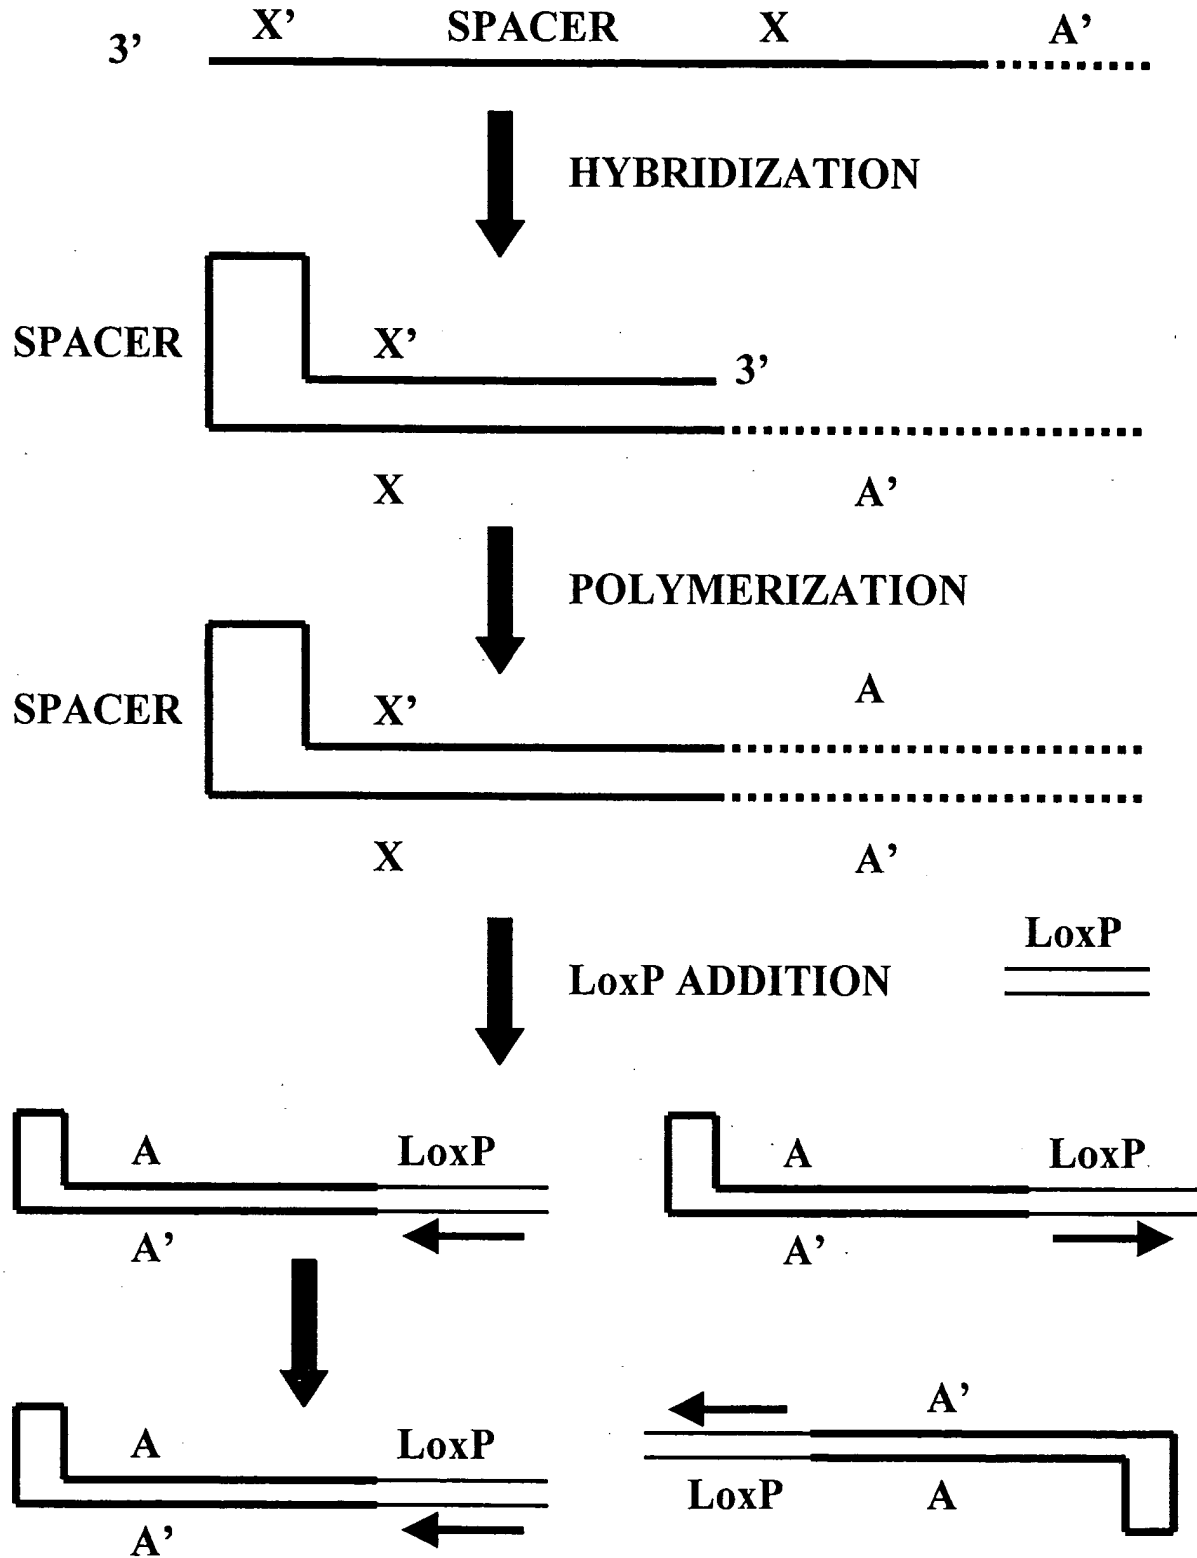 3’ X’ SPACER X A’
HYBRIDIZATION
SPACER X’ 3’
X A’
POLYMERIZATION
A
SPACER X’
X A’
LoxP
LoxP ADDITION
A LoxP A LoxP
A’ A’
A’
A LoxP
LoxP A
A’